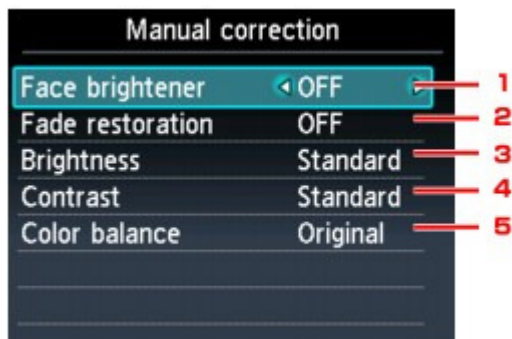 Manual correction
Face brightener OFF 1
Fade restoration OFF 2
Brightness Standard 3
Contrast Standard 4
Color balance Original 5